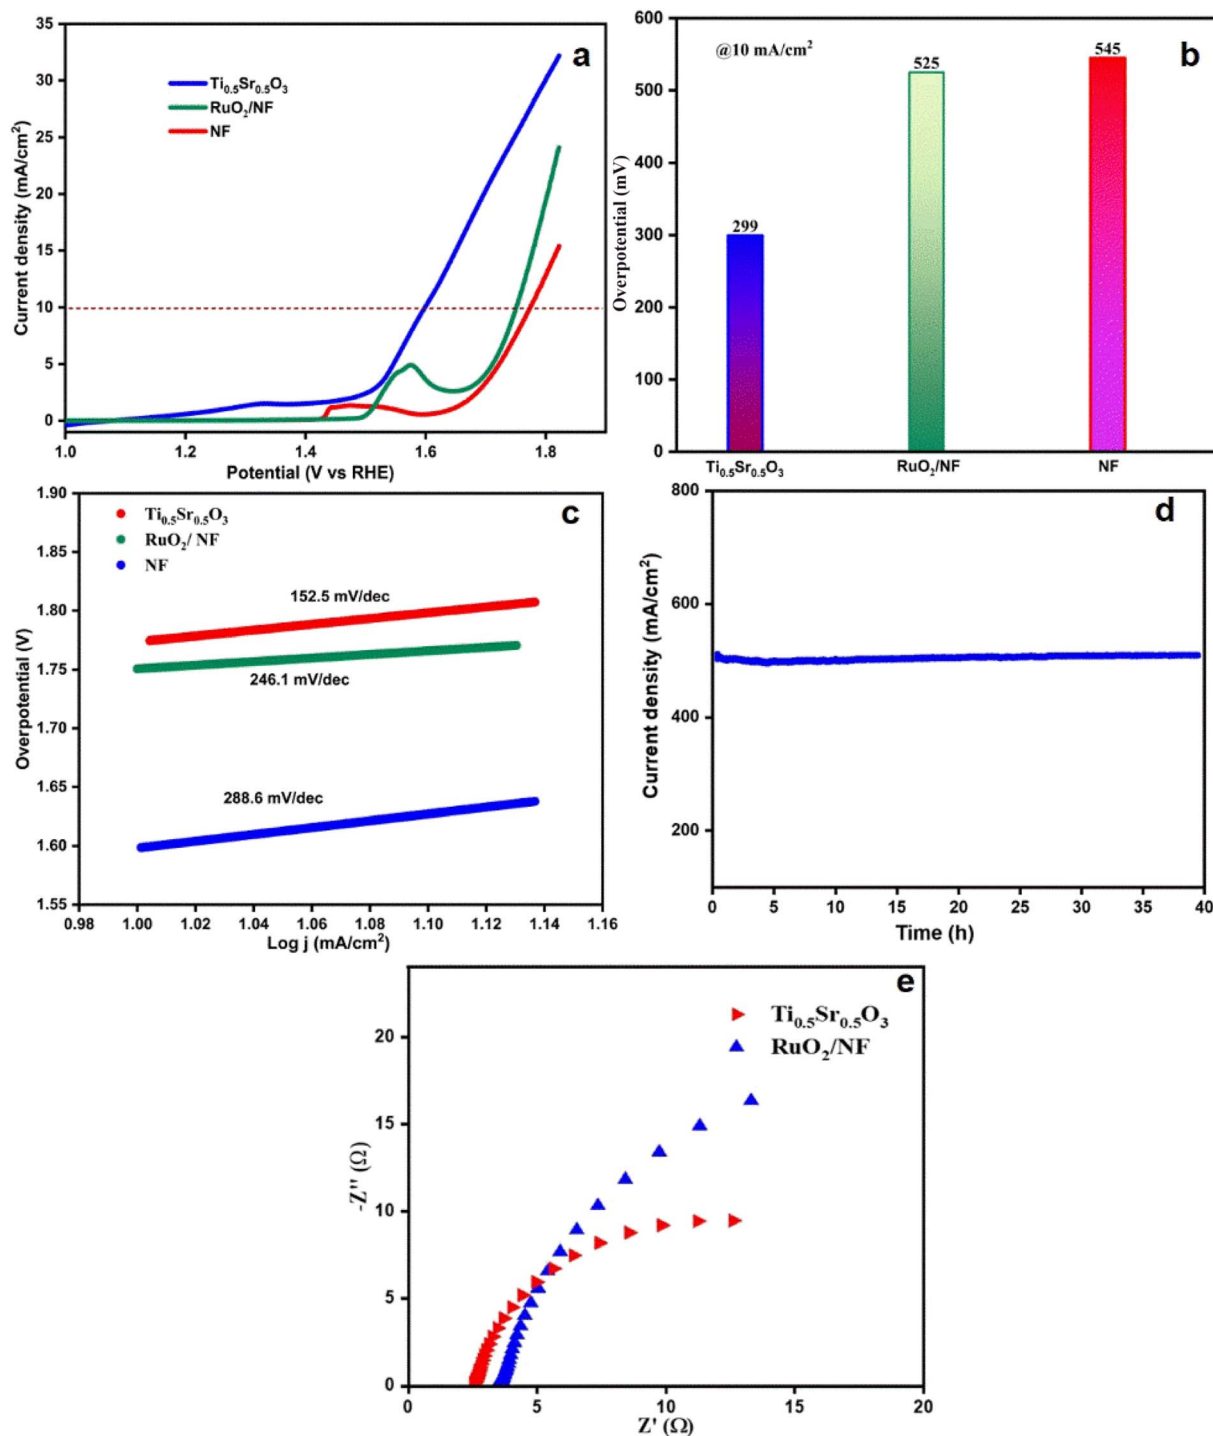 a
Ti0.5Sr0.5O3
RuO2/NF
NF
Current density (mA/cm2)
35
30
25
20
15
10
5
0
1.0 1.2 1.4 1.6 1.8
Potential (V vs RHE)
b
@10 mA/cm2
Overpotential (mV)
600
500
400
300
200
100
0
299
525
545
Ti0.5Sr0.5O3 RuO2/NF NF
c
Ti0.5Sr0.5O3
RuO2/ NF
NF
Overpotential (V)
1.90
1.85
1.80
1.75
1.70
1.65
1.60
1.55
152.5 mV/dec
246.1 mV/dec
288.6 mV/dec
0.98 1.00 1.02 1.04 1.06 1.08 1.10 1.12 1.14 1.16
Log j (mA/cm2)
d
Current density (mA/cm2)
800
600
400
200
0 5 10 15 20 25 30 35 40
Time (h)
e
Ti0.5Sr0.5O3
RuO2/NF
-Z'' (Ω)
20
15
10
5
0
0 5 10 15 20
Z' (Ω)